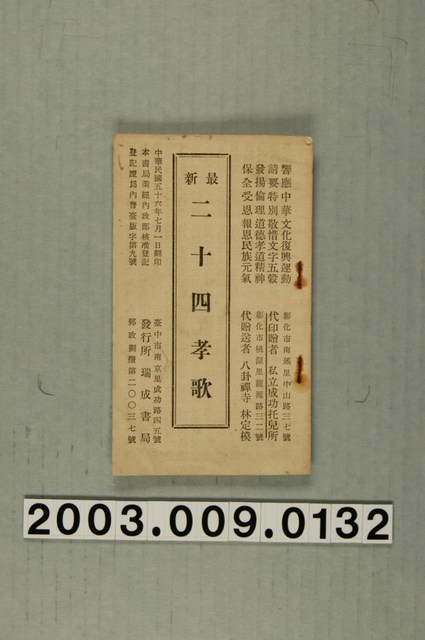 響應中華文化復興運動
請要特別敬惜文字五穀
發揚倫理道德孝道精神
保全受恩報恩民族元氣
彰化市南瑤里中山路三七號
代印贈者 私立成功托兒所
彰化市桃源里龍泉路三二號
代贈送者 八卦禪寺 林定模
最新
二十四孝歌
中華民國五十六年七月一日翻印
本書局業經內政部核准登記
登記證爲內警臺版字第九號
臺中市南京里成功路四五號
發行所 瑞成書局
郵政劃撥第二〇〇三七號
2003.009.0132